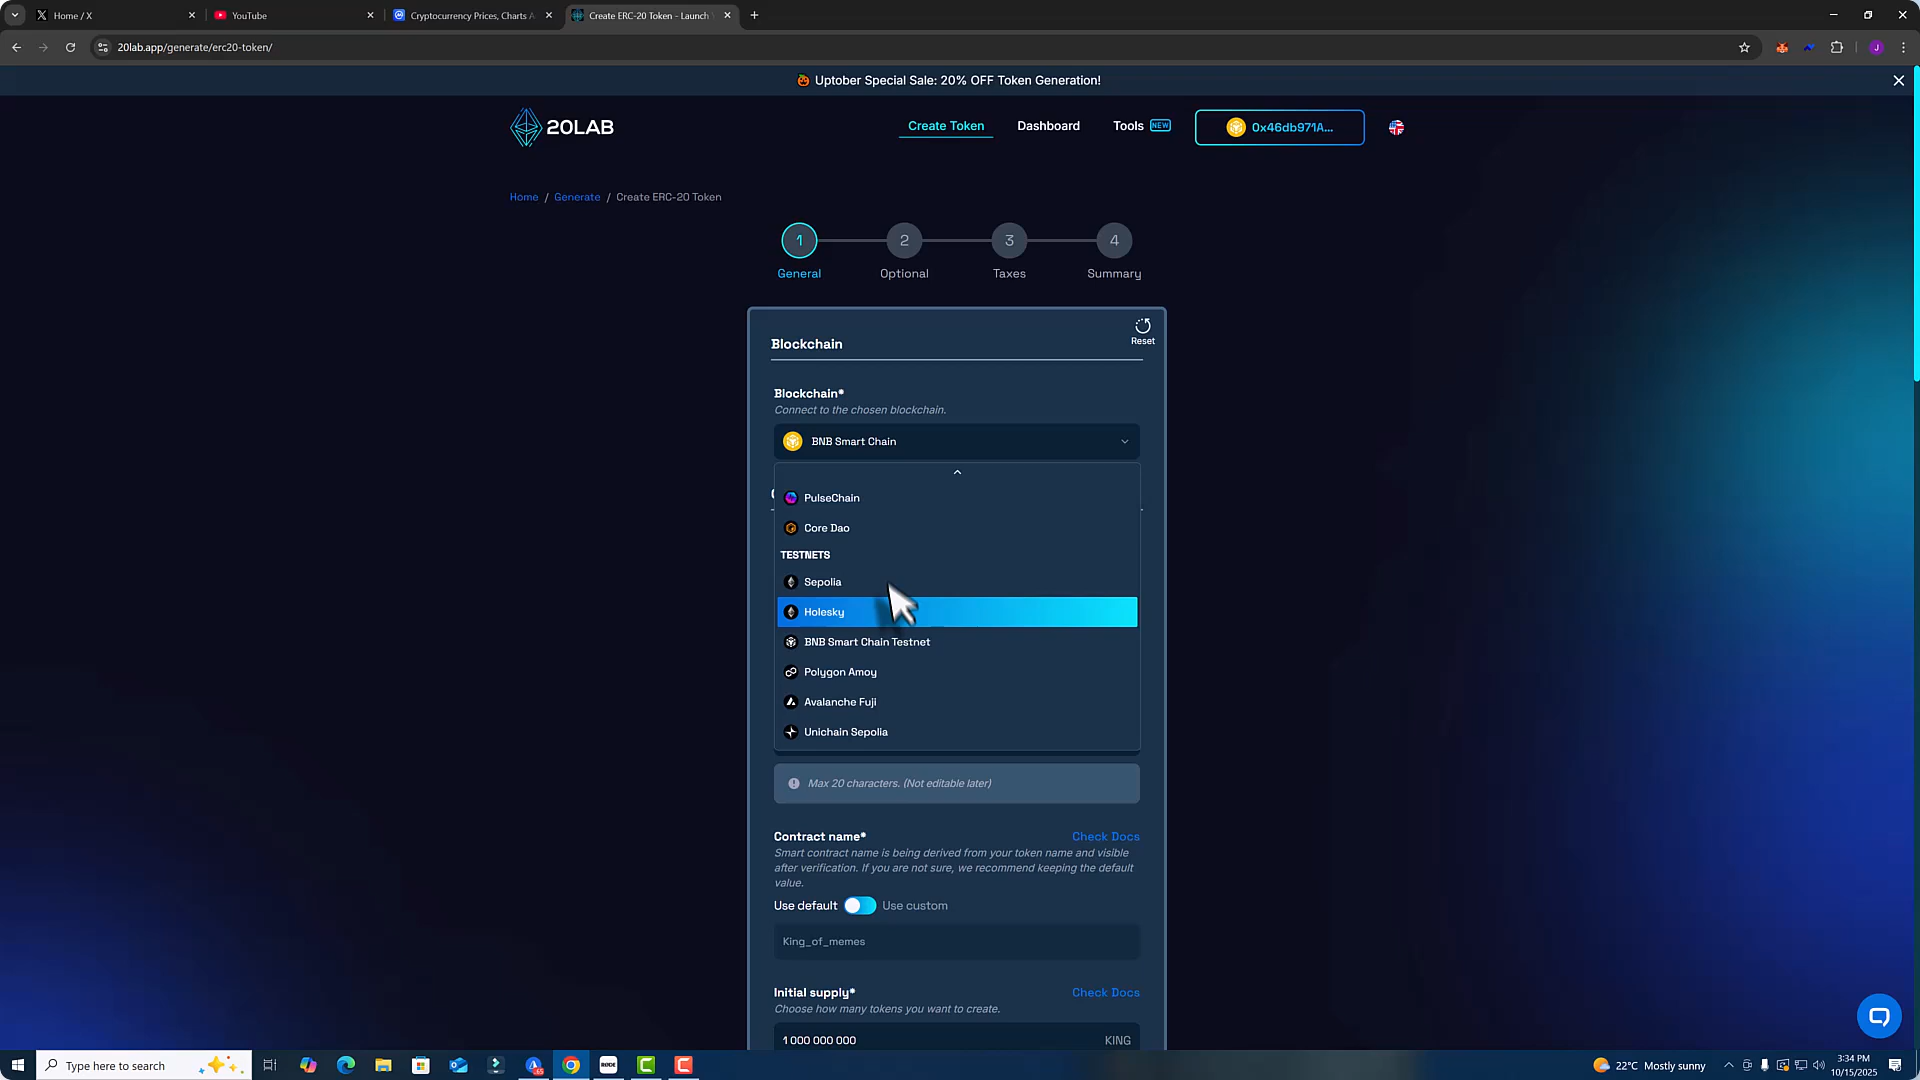 Home / X
YouTube
Cryptocurrency Prices, Charts A
Create ERC-20 Token - Launch
20lab.app/generate/erc20-token/
J
🎃 Uptober Special Sale: 20% OFF Token Generation!
20LAB
Create Token
Dashboard
Tools NEW
0x46db971A...
Home / Generate / Create ERC-20 Token
1
2
3
4
General
Optional
Taxes
Summary
Reset
Blockchain
Blockchain*
Connect to the chosen blockchain.
BNB Smart Chain
PulseChain
Core Dao
TESTNETS
Sepolia
Holesky
BNB Smart Chain Testnet
Polygon Amoy
Avalanche Fuji
Unichain Sepolia
Max 20 characters. (Not editable later)
Contract name*
Check Docs
Smart contract name is being derived from your token name and visible
after verification. If you are not sure, we recommend keeping the default
value.
Use default
Use custom
King_of_memes
Initial supply*
Check Docs
Choose how many tokens you want to create.
1 000 000 000
KING
Type here to search
RØDE
22°C Mostly sunny
3:34 PM
10/15/2025